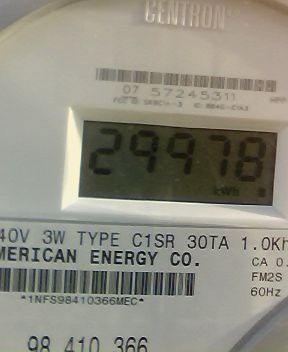 CENTRON
07 57245311
29978
kWh
40V 3W TYPE C1SR 30TA 1.0Kh
MERICAN ENERGY CO.
CA 0.
FM2S
60Hz
*1NFS98410366MEC*
98 410 366